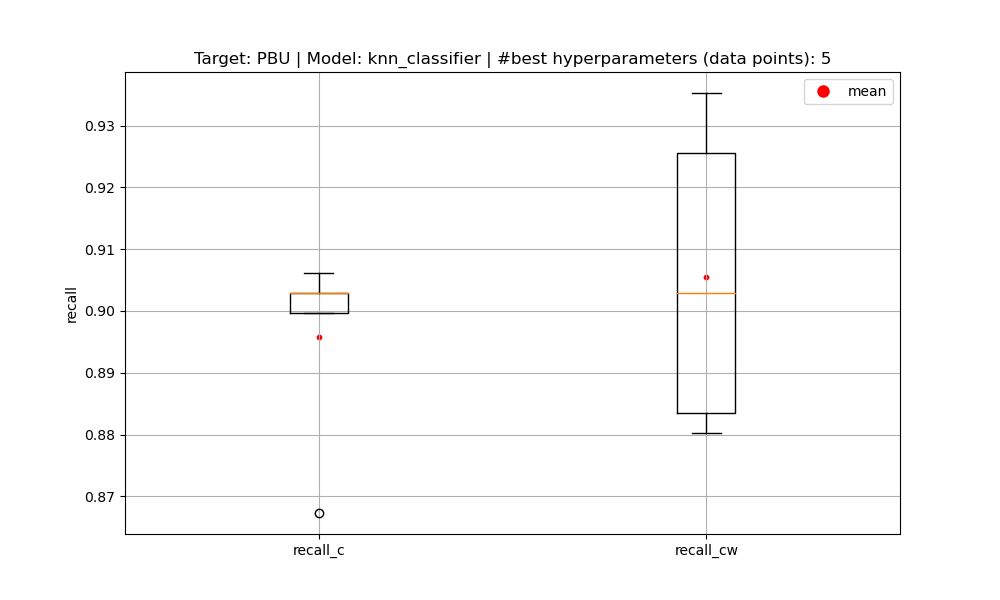 Target: PBU | Model: knn_classifier | #best hyperparameters (data points): 5
mean
0.93
0.92
0.91
0.90
0.89
0.88
0.87
recall
recall_c
recall_cw